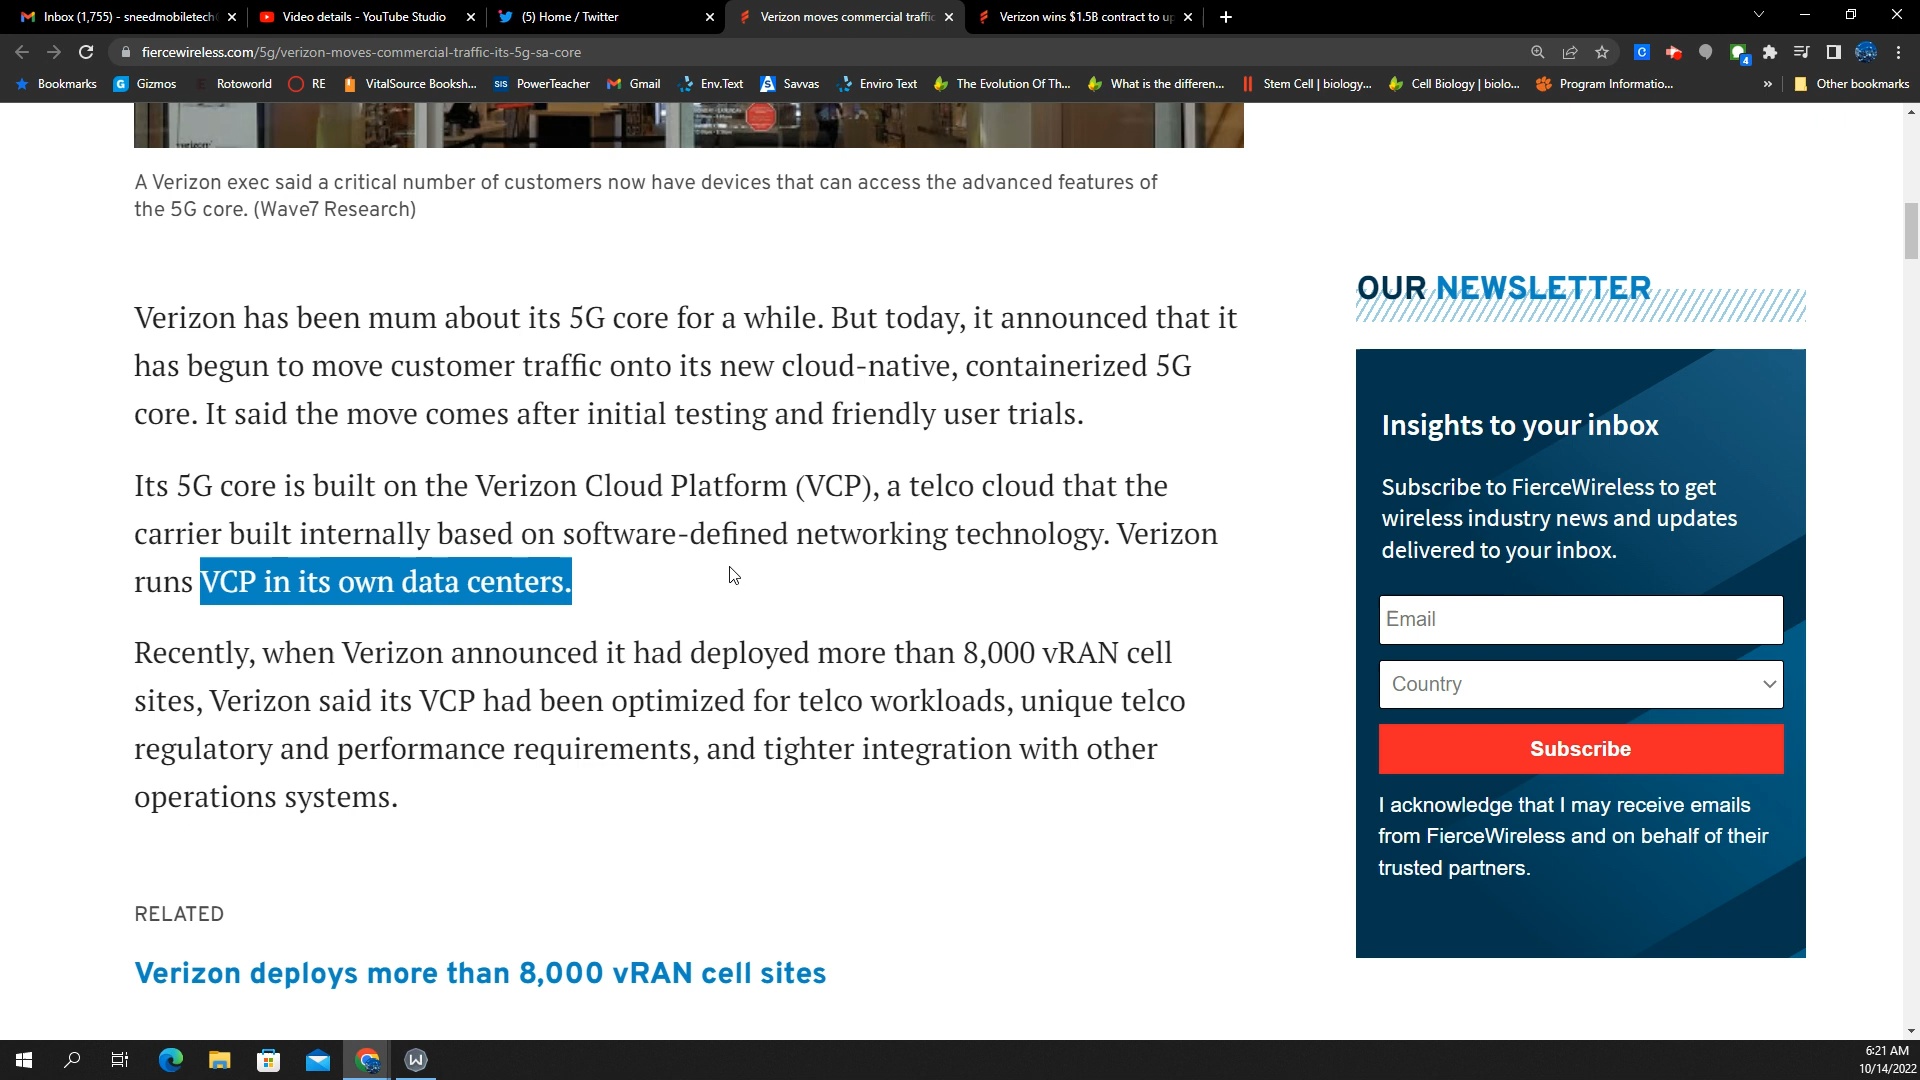 Inbox (1,755) - sneedmobiletech
Video details - YouTube Studio
(5) Home / Twitter
Verizon moves commercial traffic
Verizon wins $1.5B contract to up
fiercewireless.com/5g/verizon-moves-commercial-traffic-its-5g-sa-core
4
Bookmarks
G Gizmos
Rotoworld
RE
VitalSource Booksh...
SIS PowerTeacher
Gmail
Env.Text
S Savvas
Enviro Text
The Evolution Of Th...
What is the differen...
Stem Cell | biology...
Cell Biology | biolo...
Program Informatio...
»
Other bookmarks
A Verizon exec said a critical number of customers now have devices that can access the advanced features of
the 5G core. (Wave7 Research)
Verizon has been mum about its 5G core for a while. But today, it announced that it
has begun to move customer traffic onto its new cloud-native, containerized 5G
core. It said the move comes after initial testing and friendly user trials.
Its 5G core is built on the Verizon Cloud Platform (VCP), a telco cloud that the
carrier built internally based on software-defined networking technology. Verizon
runs VCP in its own data centers.
Recently, when Verizon announced it had deployed more than 8,000 vRAN cell
sites, Verizon said its VCP had been optimized for telco workloads, unique telco
regulatory and performance requirements, and tighter integration with other
operations systems.
RELATED
Verizon deploys more than 8,000 vRAN cell sites
OUR NEWSLETTER
Insights to your inbox
Subscribe to FierceWireless to get
wireless industry news and updates
delivered to your inbox.
Email
Country
Subscribe
I acknowledge that I may receive emails
from FierceWireless and on behalf of their
trusted partners.
6:21 AM
10/14/2022